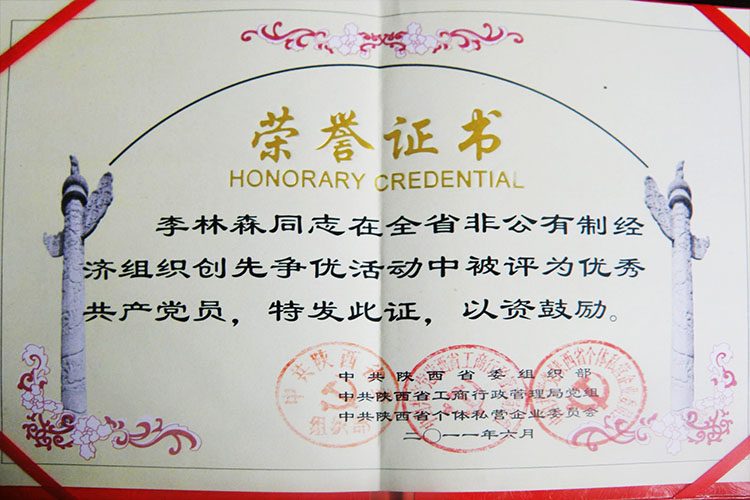 荣誉证书
HONORARY CREDENTIAL
李林森同志在全省非公有制经
济组织创先争优活动中被评为优秀
共产党员，特发此证，以资鼓励。
中共陕西省委组织部
中共陕西省工商行政管理局党组
中共陕西省个体私营企业委员会
二〇一一年六月